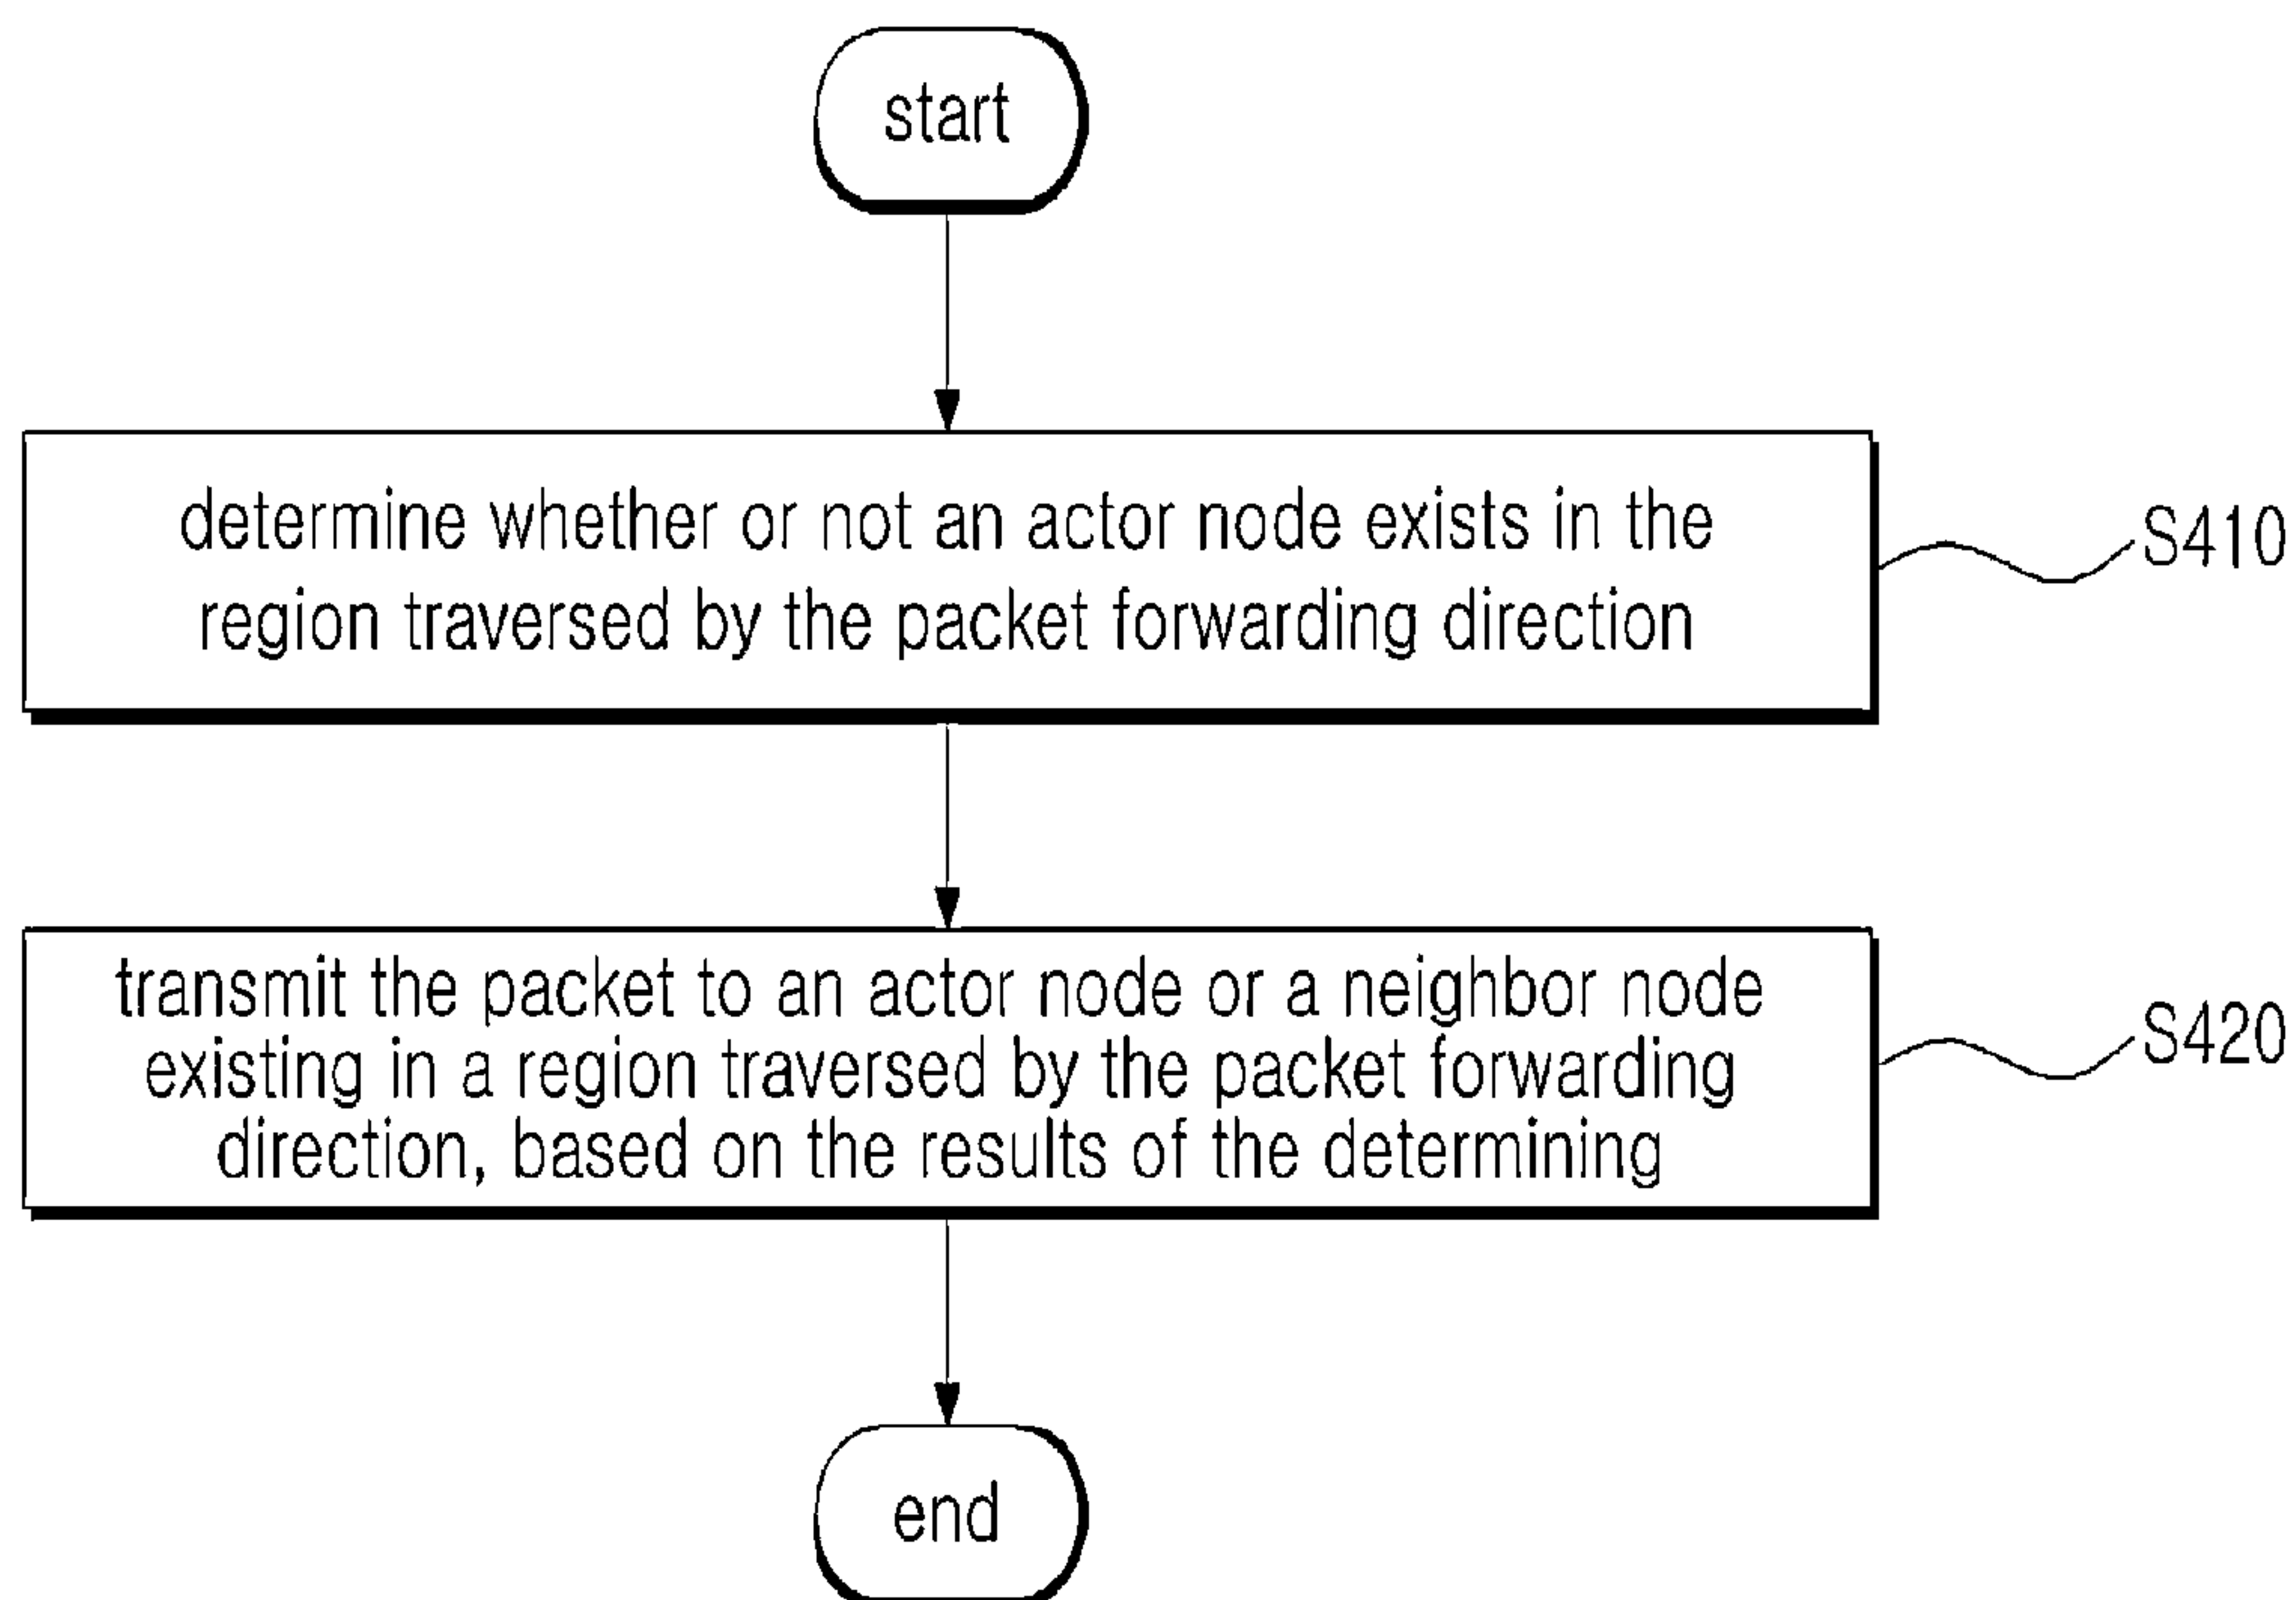 start
determine whether or not an actor node exists in the
region traversed by the packet forwarding direction
S410
transmit the packet to an actor node or a neighbor node
existing in a region traversed by the packet forwarding
direction, based on the results of the determining
S420
end